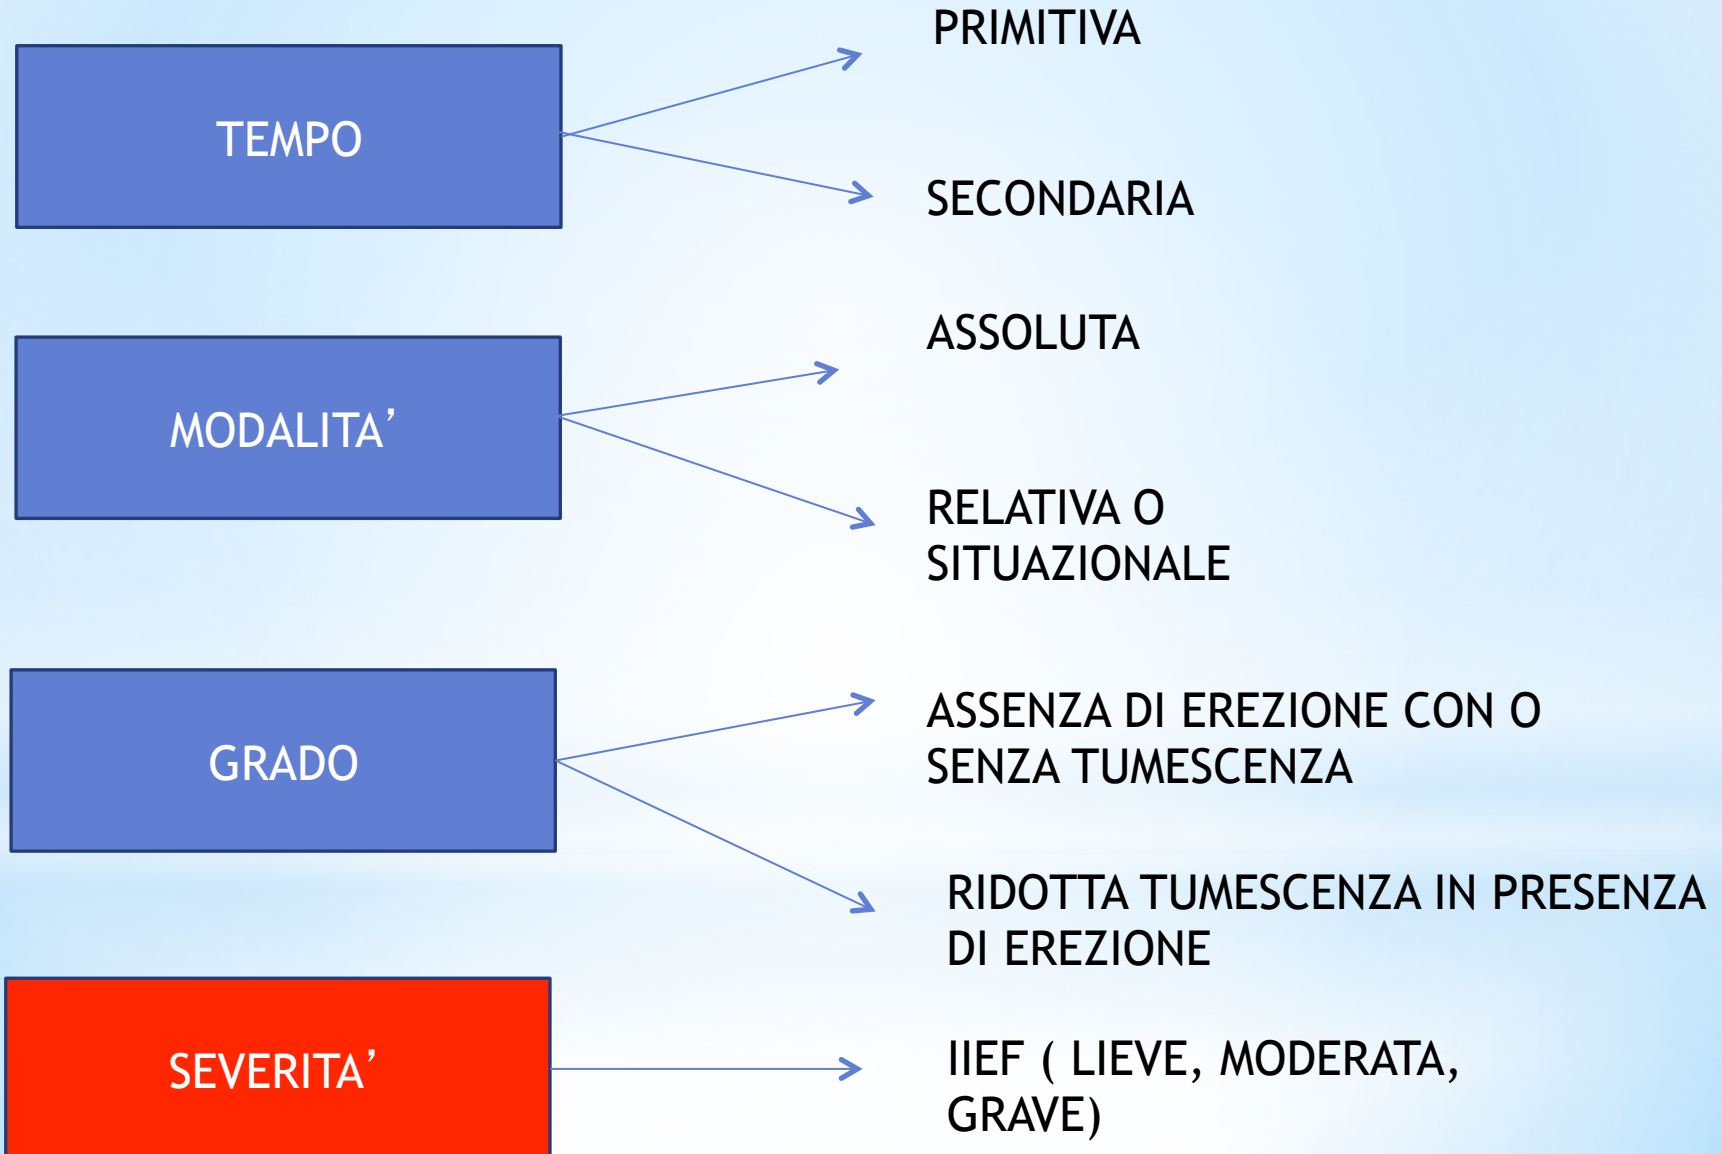 PRIMITIVA
TEMPO
SECONDARIA
ASSOLUTA
MODALITA’
RELATIVA O
SITUAZIONALE
ASSENZA DI EREZIONE CON O
SENZA TUMESCENZA
GRADO
RIDOTTA TUMESCENZA IN PRESENZA
DI EREZIONE
SEVERITA’
IIEF ( LIEVE, MODERATA,
GRAVE)